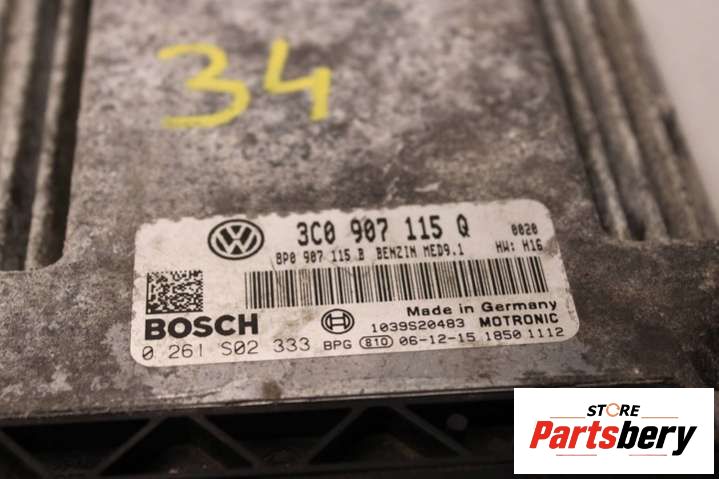 34
3C0 907 115 Q 0020
8P0 907 115 B BENZIN MED9.1 HW: H16
Made in Germany
BOSCH 1039S20483 MOTRONIC
0 261 S02 333 BPG 810 06-12-15 1850 1112
STORE
Partsbery